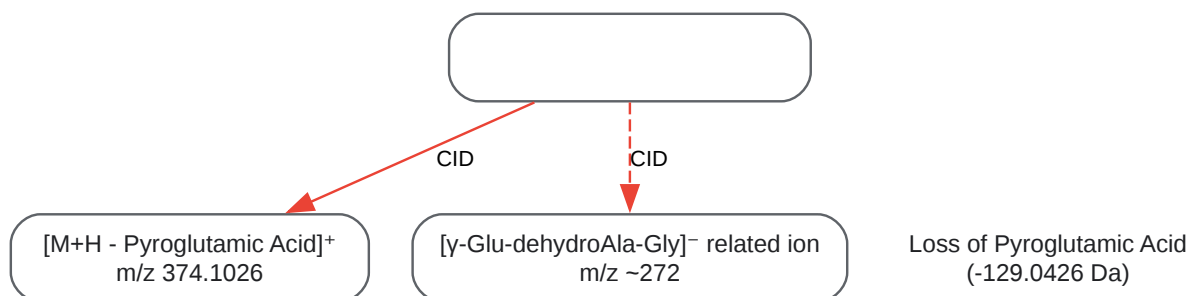 CID
CID
[M+H - Pyroglutamic Acid]⁺
m/z 374.1026
[γ-Glu-dehydroAla-Gly]⁻ related ion
m/z ~272
Loss of Pyroglutamic Acid
(-129.0426 Da)